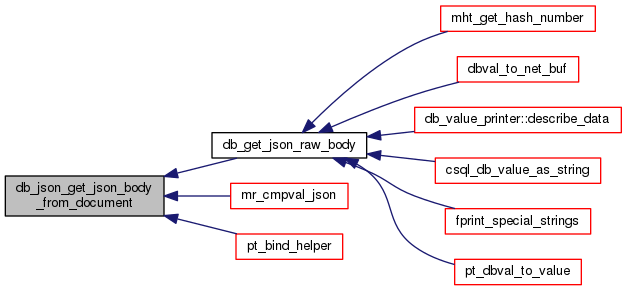 mht_get_hash_number
dbval_to_net_buf
db_value_printer::describe_data
db_get_json_raw_body
csql_db_value_as_string
db_json_get_json_body
_from_document
mr_cmpval_json
fprint_special_strings
pt_bind_helper
pt_dbval_to_value